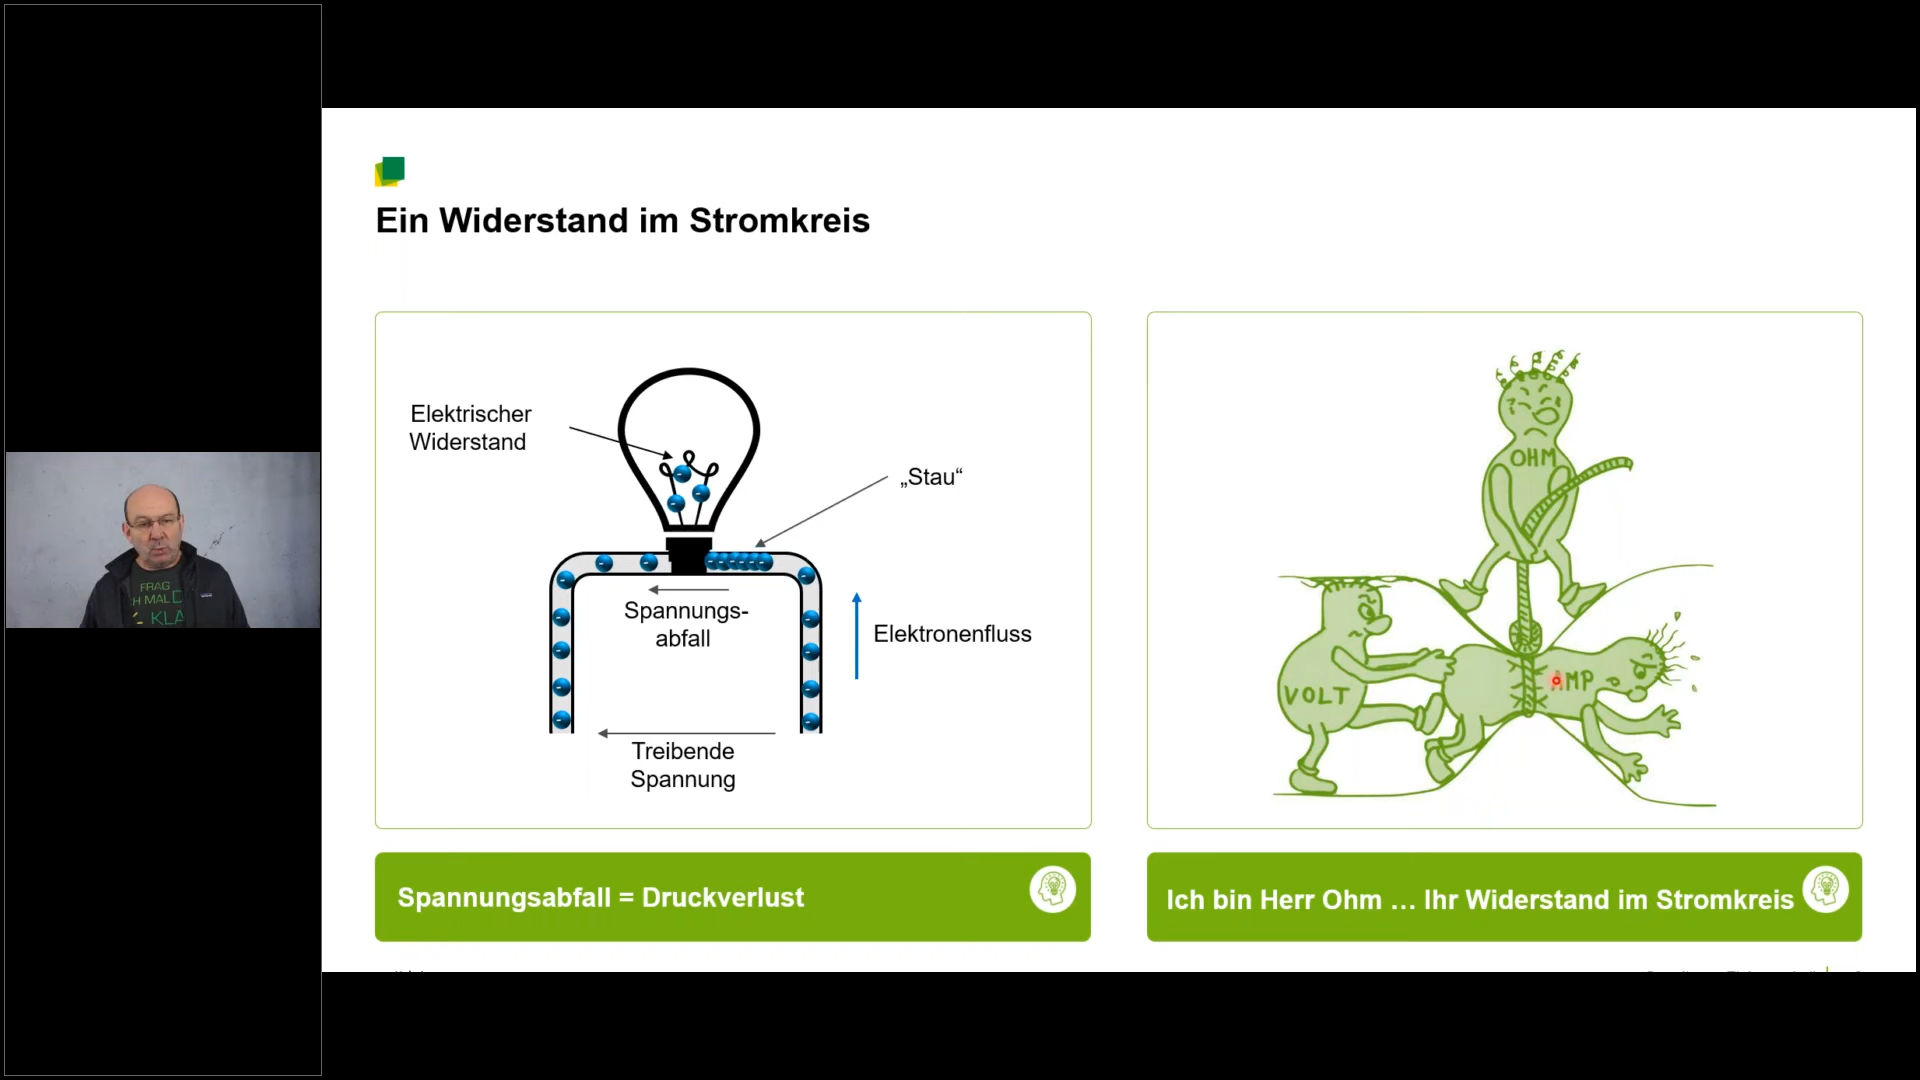 Ein Widerstand im Stromkreis
Elektrischer
Widerstand
„Stau“
Spannungs-
abfall
Elektronenfluss
Treibende
Spannung
OHM
VOLT
AMP
Spannungsabfall = Druckverlust
Ich bin Herr Ohm … Ihr Widerstand im Stromkreis
FRAG
KLA